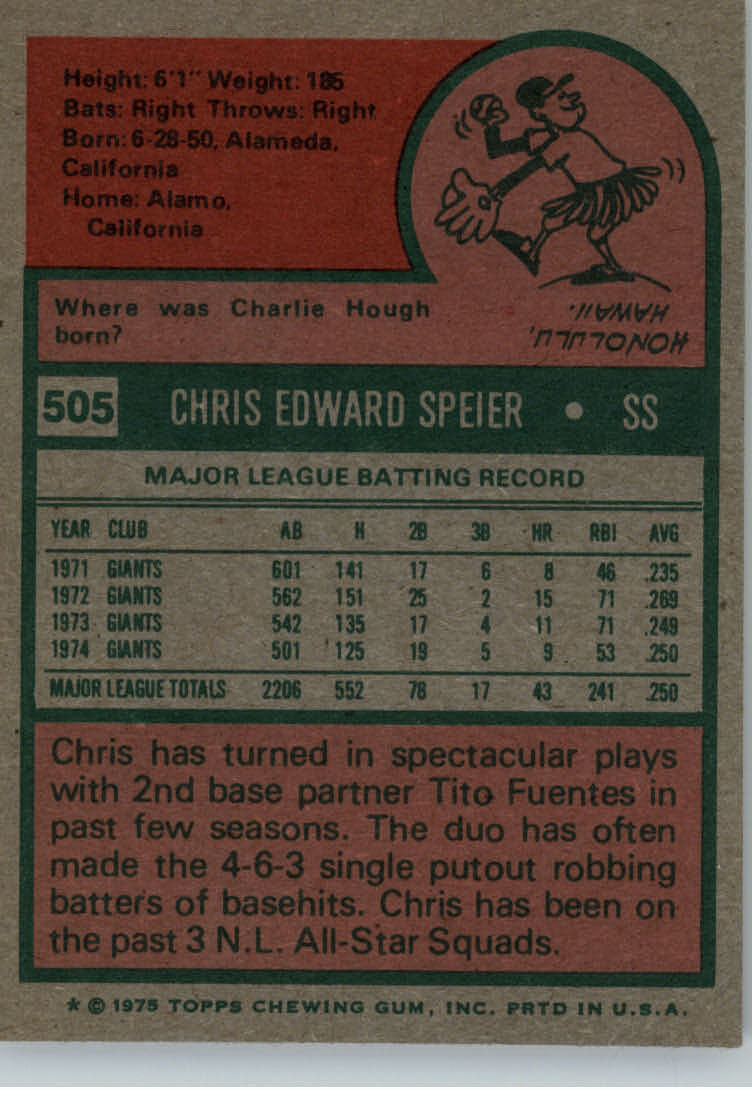 Height: 6'1" Weight: 185
Bats: Right Throws: Right
Born: 6-28-50, Alameda,
California
Home: Alamo,
California
Where was Charlie Hough
born?
HONOLULU,
HAWAII.
505 CHRIS EDWARD SPEIER • SS
MAJOR LEAGUE BATTING RECORD
YEAR CLUB AB H 2B 3B HR RBI AVG
1971 GIANTS 601 141 17 6 8 46 .235
1972 GIANTS 562 151 25 2 15 71 .269
1973 GIANTS 542 135 17 4 11 71 .249
1974 GIANTS 501 125 19 5 9 53 .250
MAJOR LEAGUE TOTALS 2206 552 78 17 43 241 .250
Chris has turned in spectacular plays
with 2nd base partner Tito Fuentes in
past few seasons. The duo has often
made the 4-6-3 single putout robbing
batters of basehits. Chris has been on
the past 3 N.L. All-Star Squads.
* © 1975 TOPPS CHEWING GUM, INC. PRTD IN U.S.A.